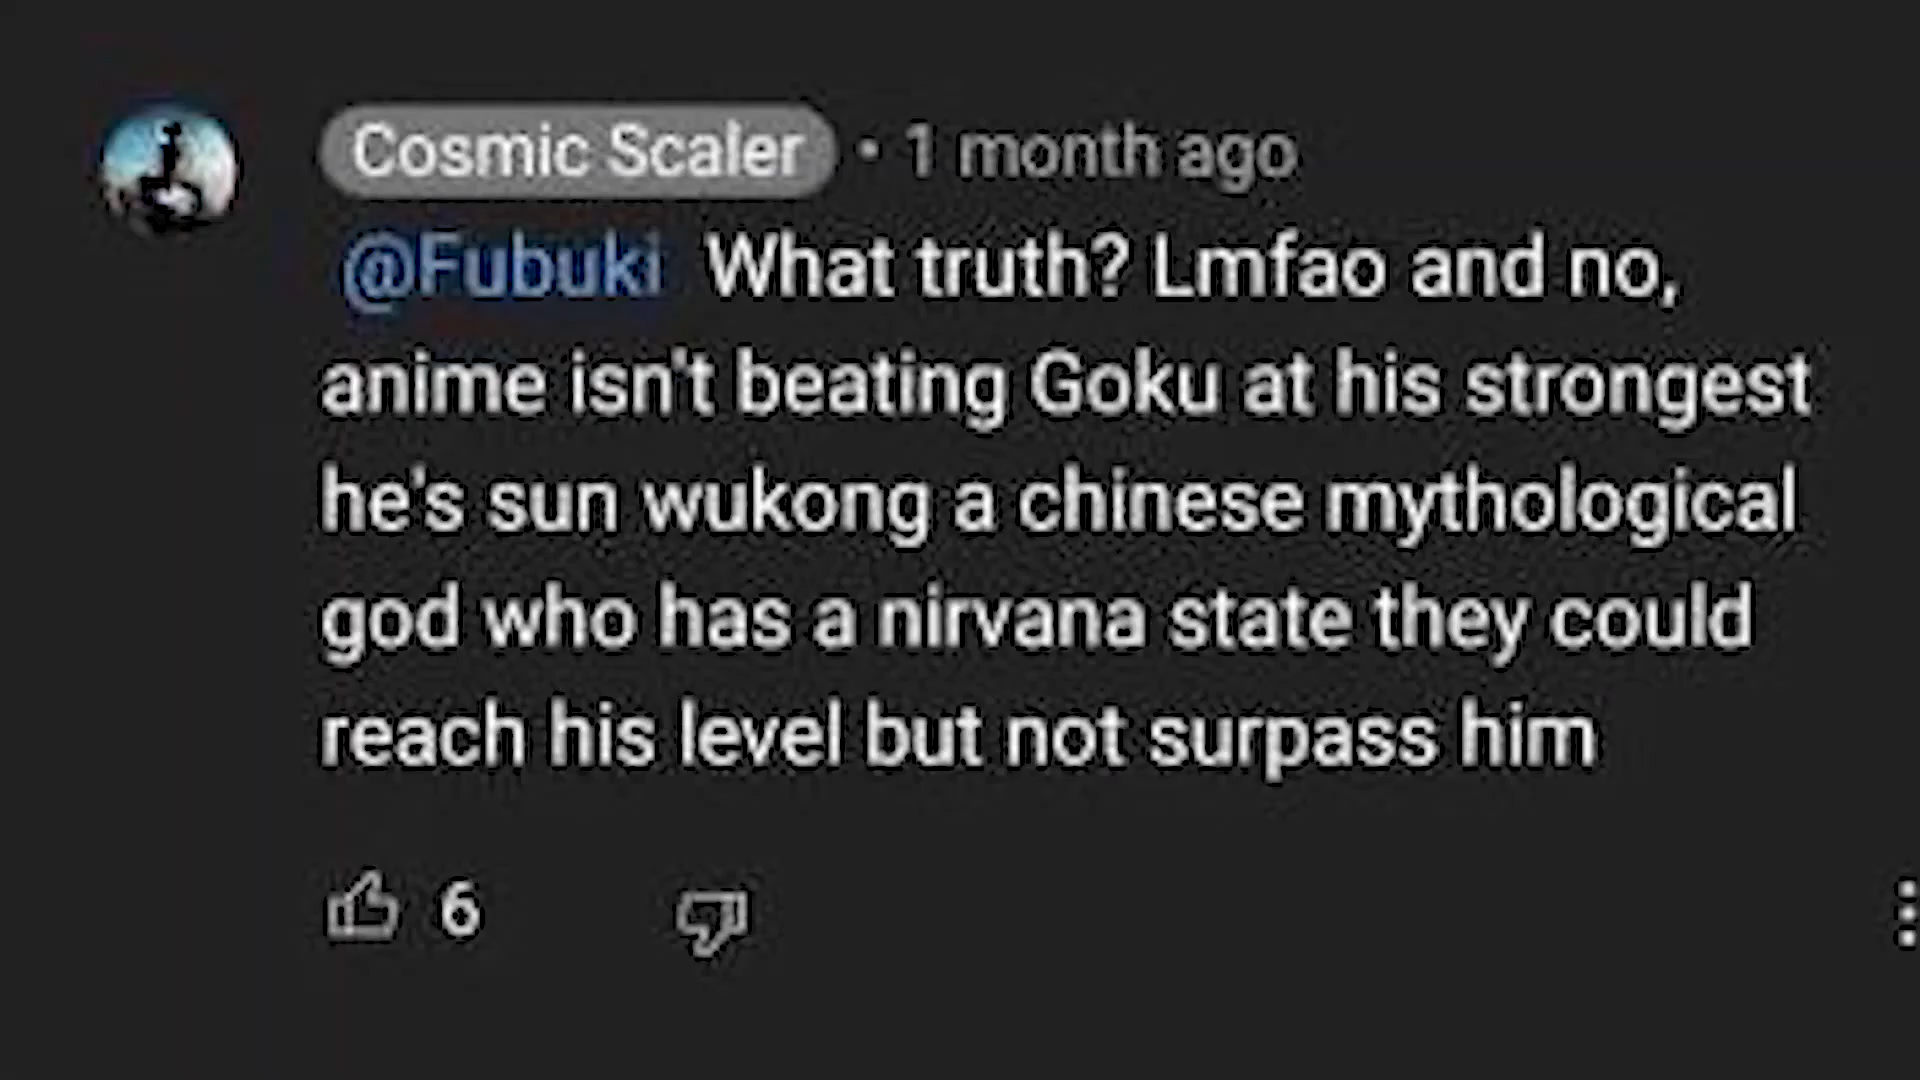 Cosmic Scaler • 1 month ago
@Fubuki What truth? Lmfao and no,
anime isn't beating Goku at his strongest
he's sun wukong a chinese mythological
god who has a nirvana state they could
reach his level but not surpass him
6